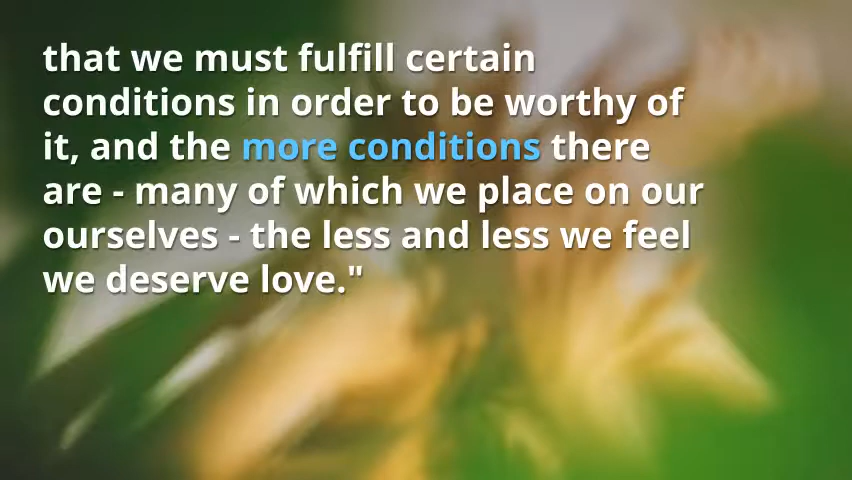 that we must fulfill certain
conditions in order to be worthy of
it, and the more conditions there
are - many of which we place on our
ourselves - the less and less we feel
we deserve love."